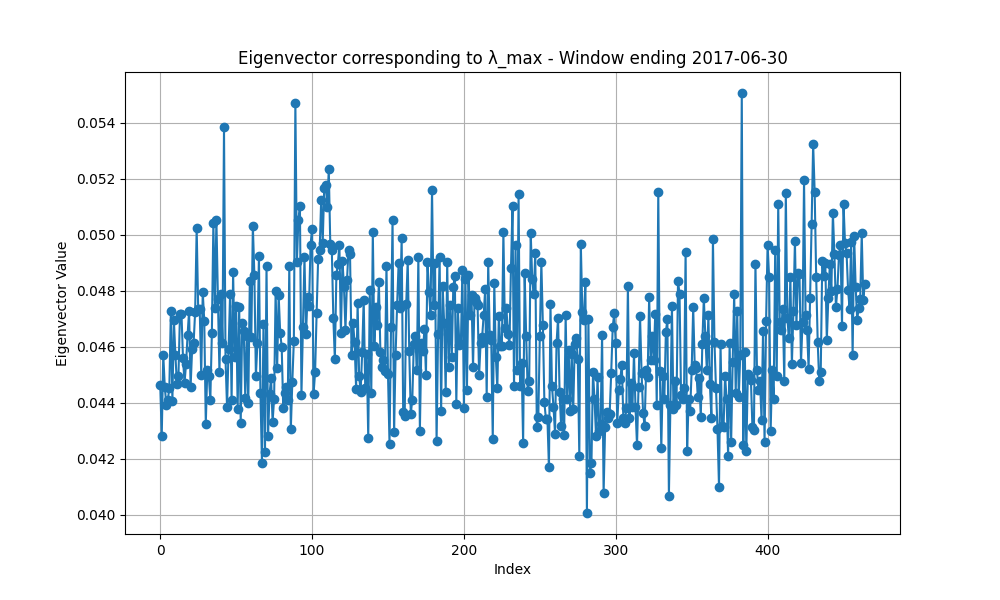 Eigenvector corresponding to λ_max - Window ending 2017-06-30
Eigenvector Value
0.054
0.052
0.050
0.048
0.046
0.044
0.042
0.040
0 100 200 300 400
Index